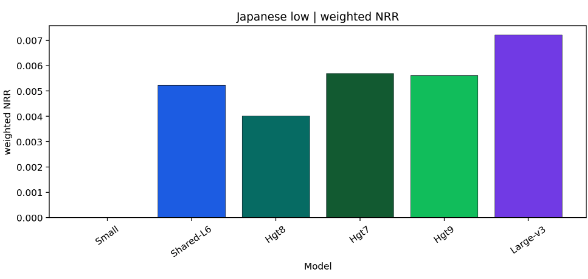 Japanese low | weighted NRR
weighted NRR
0.007
0.006
0.005
0.004
0.003
0.002
0.001
0.000
Small
Shared-L6
Hgt8
Hgt7
Hgt9
Large-v3
Model